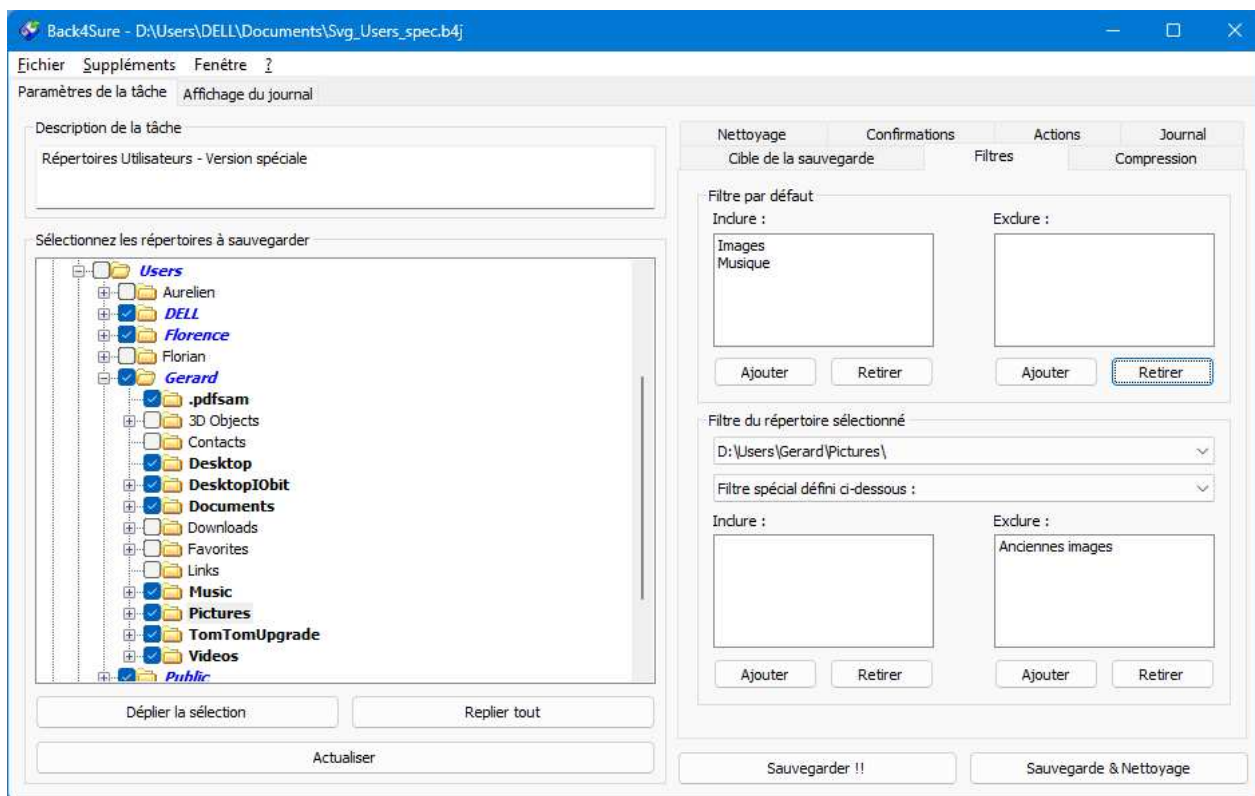 Back4Sure - D:\Users\DELL\Documents\Svg_Users_spec.b4j
Fichier Suppléments Fenêtre ?
Paramètres de la tâche Affichage du journal
Description de la tâche
Répertoires Utilisateurs - Version spéciale
Sélectionnez les répertoires à sauvegarder
Users
Aurelien
DELL
Florence
Florian
Gerard
.pdfsam
3D Objects
Contacts
Desktop
DesktopIObit
Documents
Downloads
Favorites
Links
Music
Pictures
TomTomUpgrade
Videos
Public
Déplier la sélection Replier tout
Actualiser
Nettoyage Confirmations Actions Journal
Cible de la sauvegarde Filtres Compression
Filtre par défaut
Inclure : Exclure :
Images
Musique
Ajouter Retirer Ajouter Retirer
Filtre du répertoire sélectionné
D:\Users\Gerard\Pictures\
Filtre spécial défini ci-dessous :
Inclure : Exclure :
Anciennes images
Ajouter Retirer Ajouter Retirer
Sauvegarder !! Sauvegarde & Nettoyage